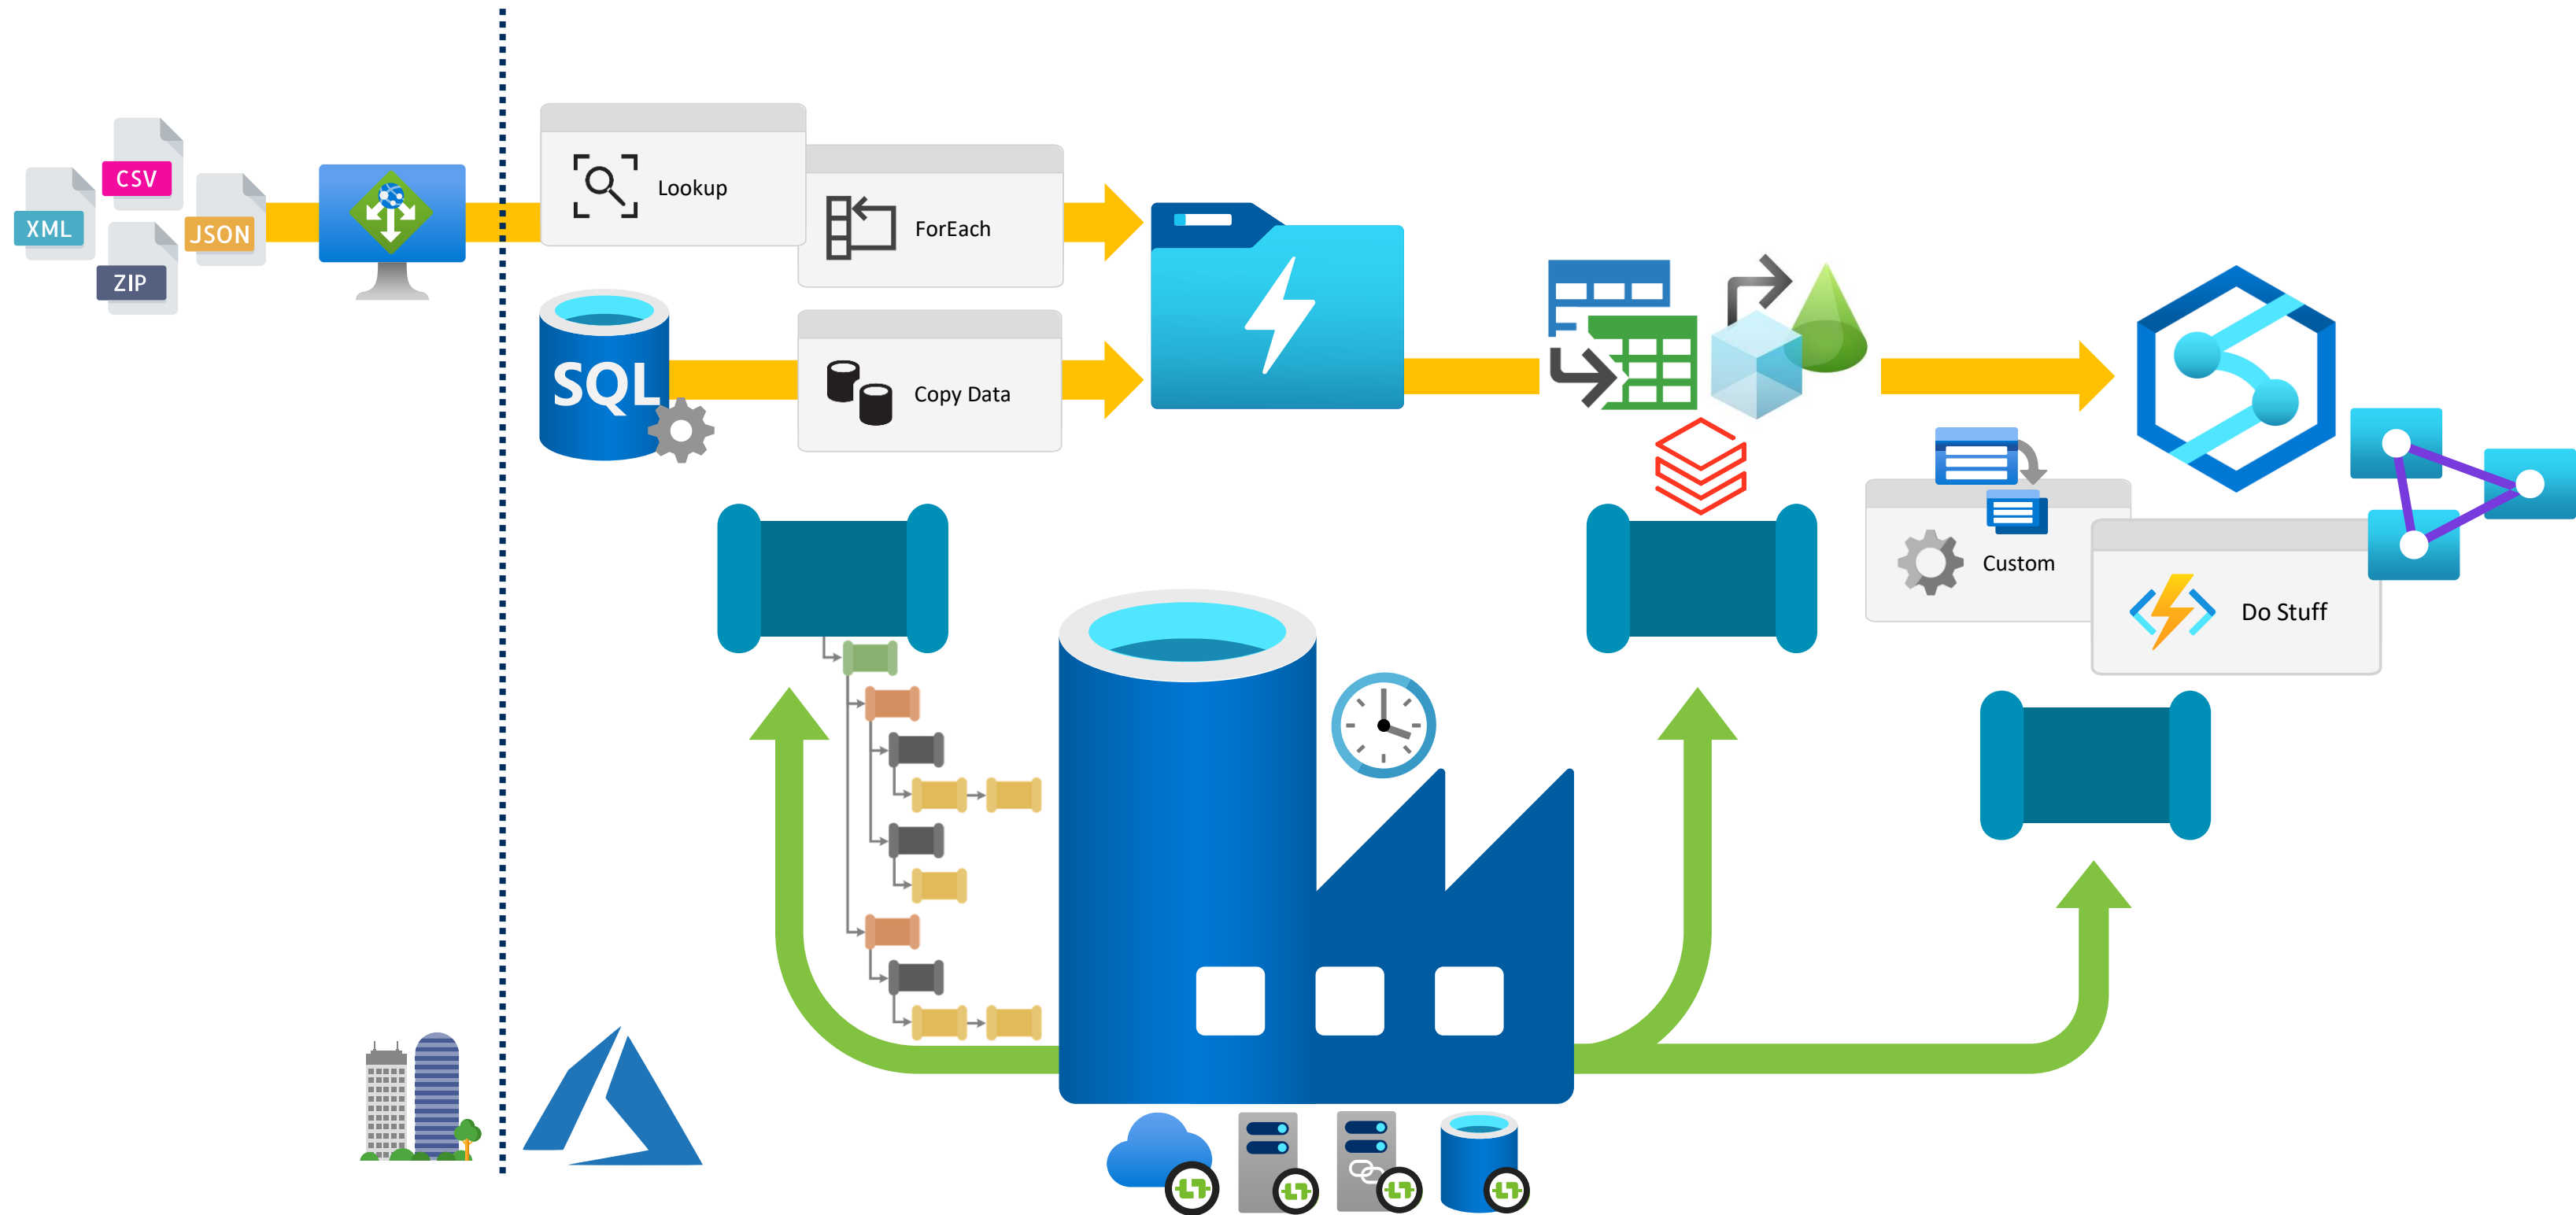 CSV
XML
JSON
ZIP
Lookup
ForEach
SQL
Copy Data
Custom
Do Stuff